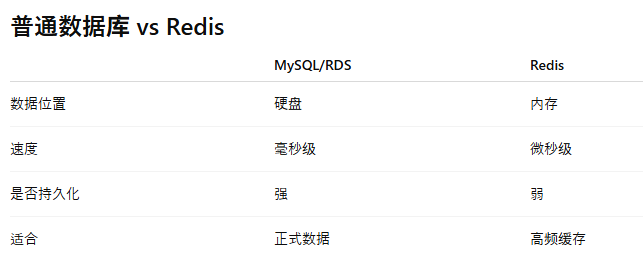 普通数据库 vs Redis
MySQL/RDS Redis
数据位置 硬盘 内存
速度 毫秒级 微秒级
是否持久化 强 弱
适合 正式数据 高频缓存